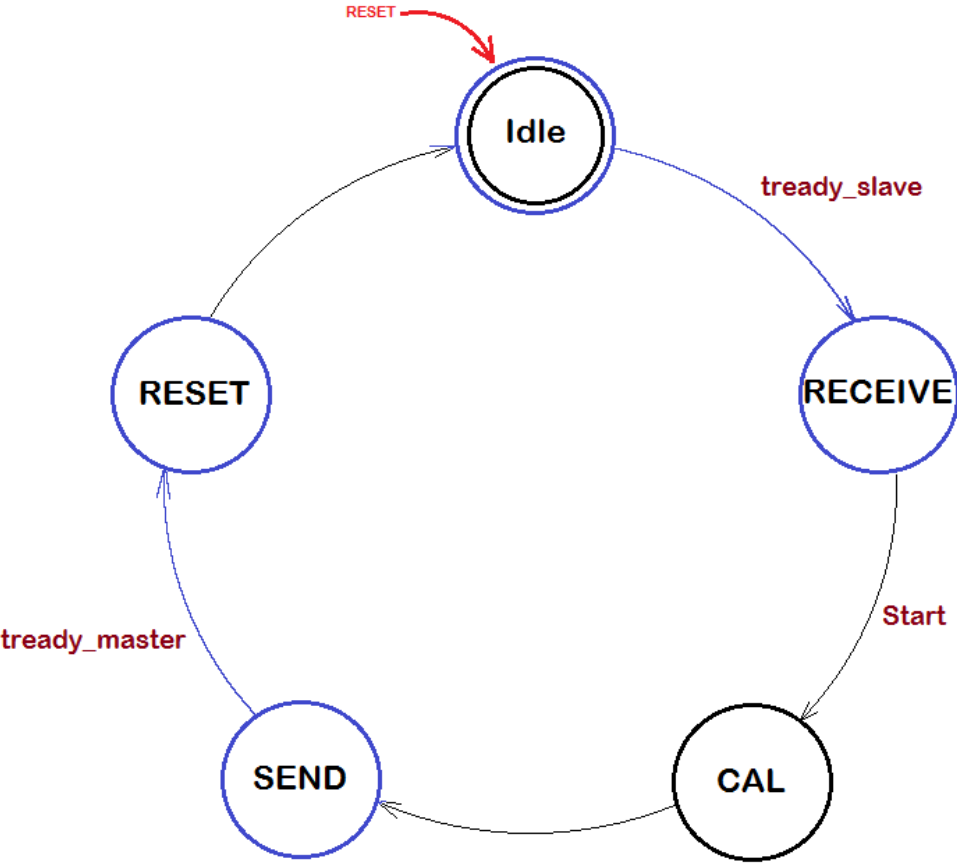 RESET
Idle
tready_slave
RESET
RECEIVE
Start
tready_master
SEND
CAL